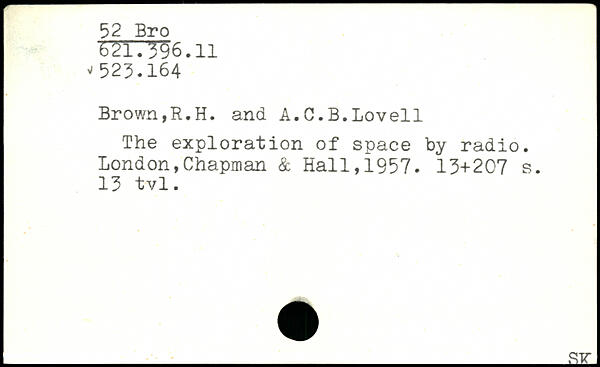 52 Bro
621.396.11
√523.164
Brown,R.H. and A.C.B.Lovell
The exploration of space by radio.
London,Chapman & Hall,1957. 13+207 s.
13 tvl.
SK